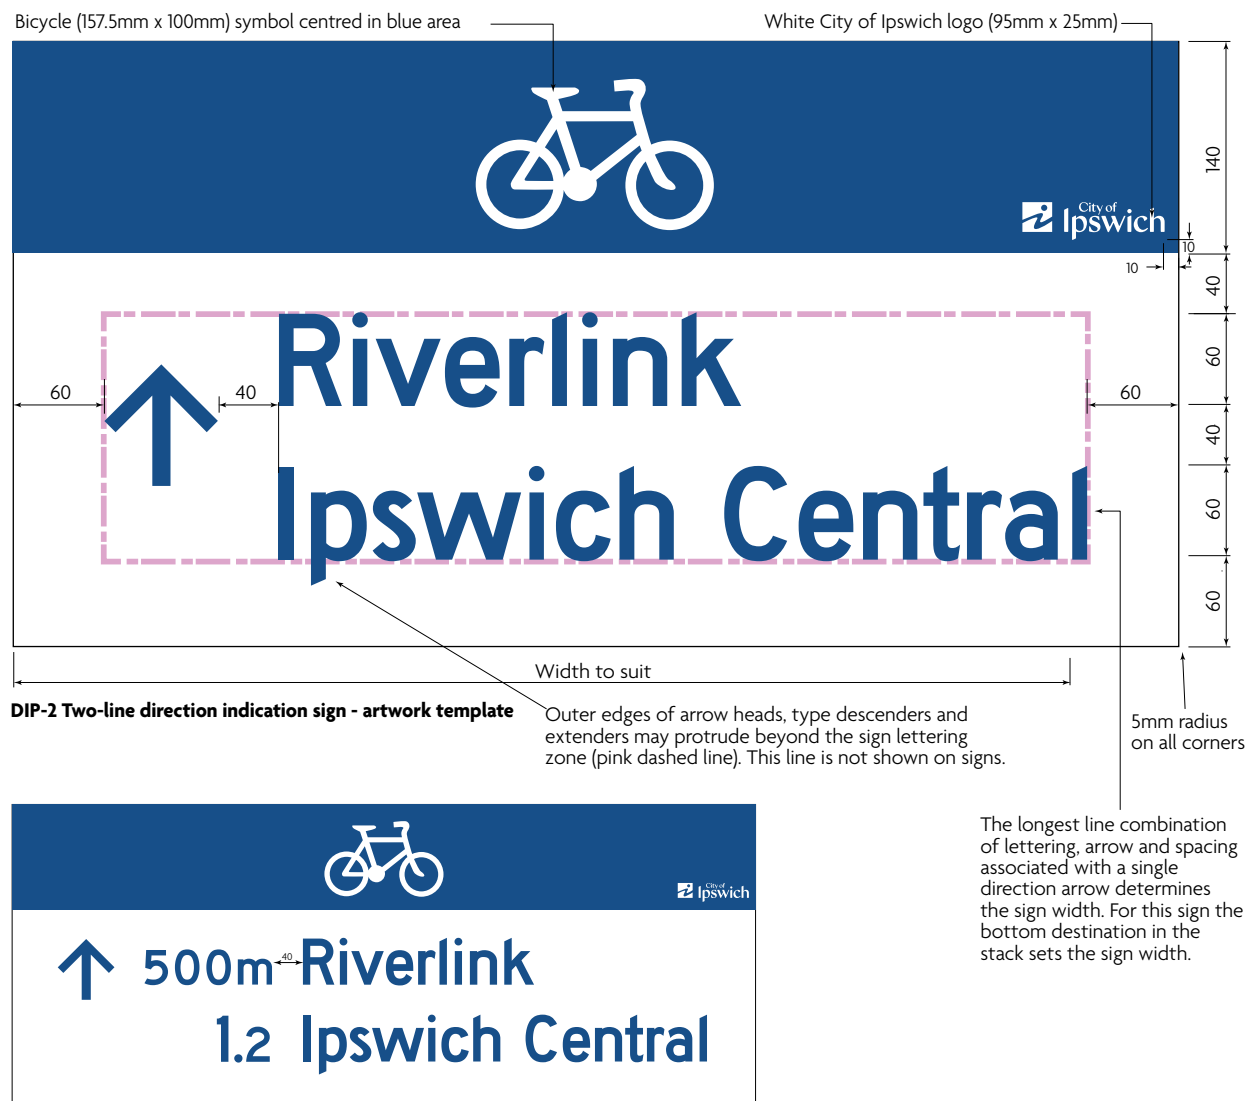 Bicycle (157.5mm x 100mm) symbol centred in blue area
White City of Ipswich logo (95mm x 25mm)
City of
Ipswich
140
10
10
40
Riverlink
60
60
40
60
40
Ipswich Central
60
60
Width to suit
DIP-2 Two-line direction indication sign - artwork template
Outer edges of arrow heads, type descenders and
extenders may protrude beyond the sign lettering
zone (pink dashed line). This line is not shown on signs.
5mm radius
on all corners
The longest line combination
of lettering, arrow and spacing
associated with a single
direction arrow determines
the sign width. For this sign the
bottom destination in the
stack sets the sign width.
City of
Ipswich
500m 40 Riverlink
1.2 Ipswich Central